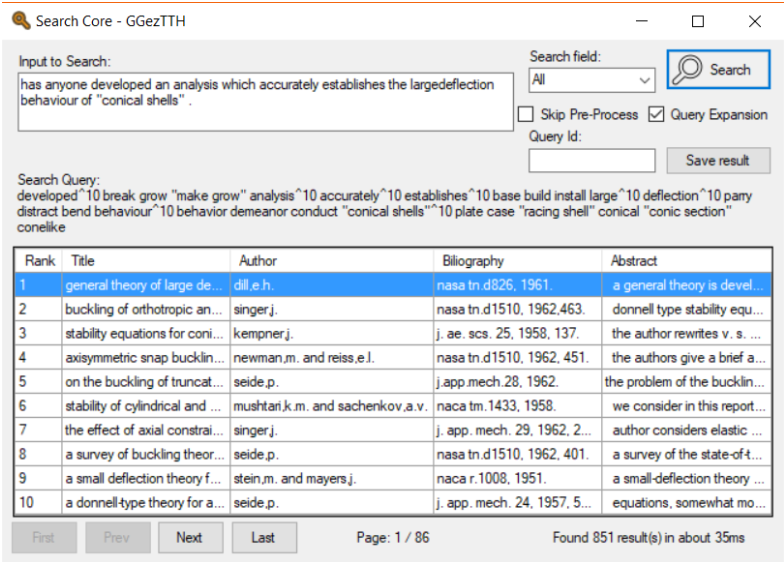 Search Core - GGezTTH
Input to Search:
has anyone developed an analysis which accurately establishes the largedeflection
behaviour of "conical shells" .
Search field:
All
Search
Skip Pre-Process
Query Expansion
Query Id:
Save result
Search Query:
developed^10 break grow "make grow" analysis^10 accurately^10 establishes^10 base build install large^10 deflection^10 parry
distract bend behaviour^10 behavior demeanor conduct "conical shells"^10 plate case "racing shell" conical "conic section"
conelike
Rank Title Author Biliography Abstract
1 general theory of large de... dill,e.h. nasa tn.d826, 1961. a general theory is devel...
2 buckling of orthotropic an... singer,j. nasa tn.d1510, 1962,463. donnell type stability equ...
3 stability equations for coni... kempner,j. j. ae. scs. 25, 1958, 137. the author rewrites v. s. ...
4 axisymmetric snap bucklin... newman,m. and reiss,e.l. nasa tn.d1510, 1962, 451. the authors give a brief a...
5 on the buckling of truncat... seide,p. j.app.mech.28, 1962. the problem of the bucklin...
6 stability of cylindrical and ... mushtari,k.m. and sachenkov,a.v. naca tm.1433, 1958. we consider in this report...
7 the effect of axial constrai... singer,j. j. app. mech. 29, 1962, 2... author considers elastic ...
8 a survey of buckling theor... seide,p. nasa tn.d1510, 1962, 401. a survey of the state-of-t...
9 a small deflection theory f... stein,m. and mayers,j. naca r.1008, 1951. a small-deflection theory ...
10 a donnell-type theory for a... seide,p. j. app. mech. 24, 1957, 5... equations, somewhat mo...
First Prev Next Last Page: 1 / 86 Found 851 result(s) in about 35ms